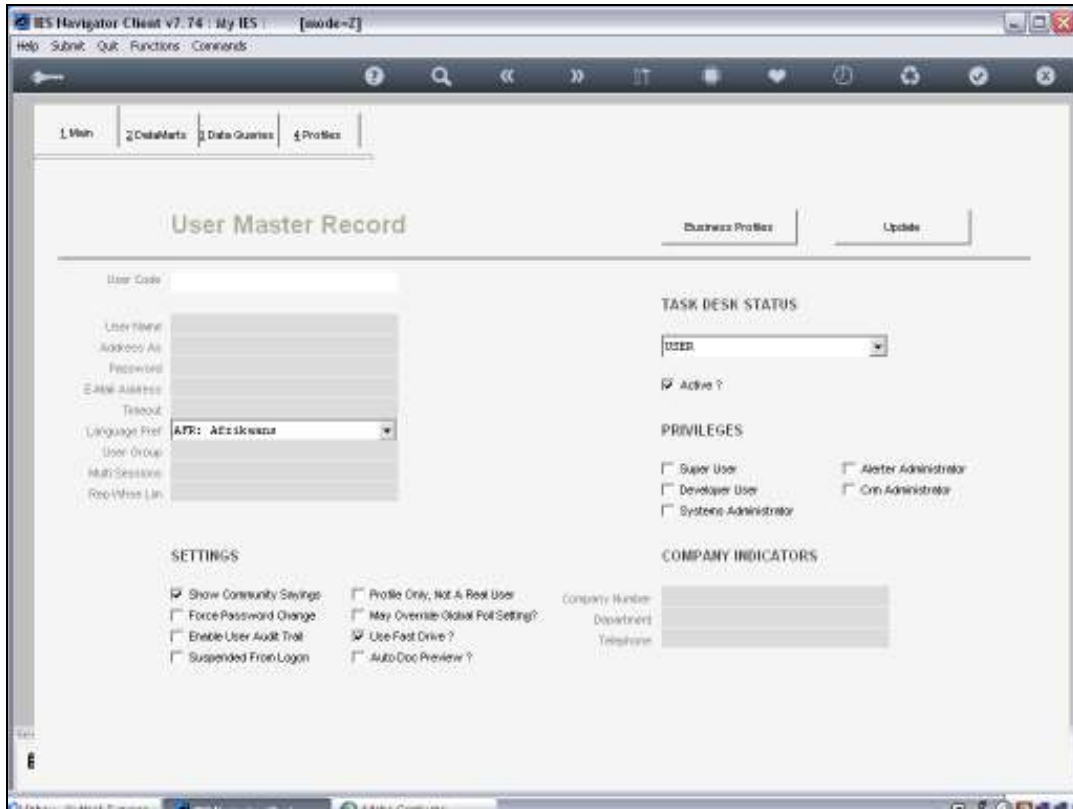 IES Navigator Client v7.74 : My IES : [mode=Z]
Help Submit Quit Functions Commands
1 Main 2 DataMarts 3 Data Queries 4 Profiles
User Master Record
Business Profiles
Update
User Code
User Name
Address As
Password
E-Mail Address
Timeout
Language Pref AFR: Afrikaans
User Group
Multi Sessions
TASK DESK STATUS
USER
Active ?
PRIVILEGES
Super User Alerter Administrator
Developer User Crm Administrator
Systems Administrator
SETTINGS
Show Community Sayings Profile Only, Not A Real User
Force Password Change May Override Global Poll Setting?
Enable User Audit Trail Use Fast Drive ?
Suspended From Logon Auto Doc Preview ?
COMPANY INDICATORS
Company Number
Department
Telephone